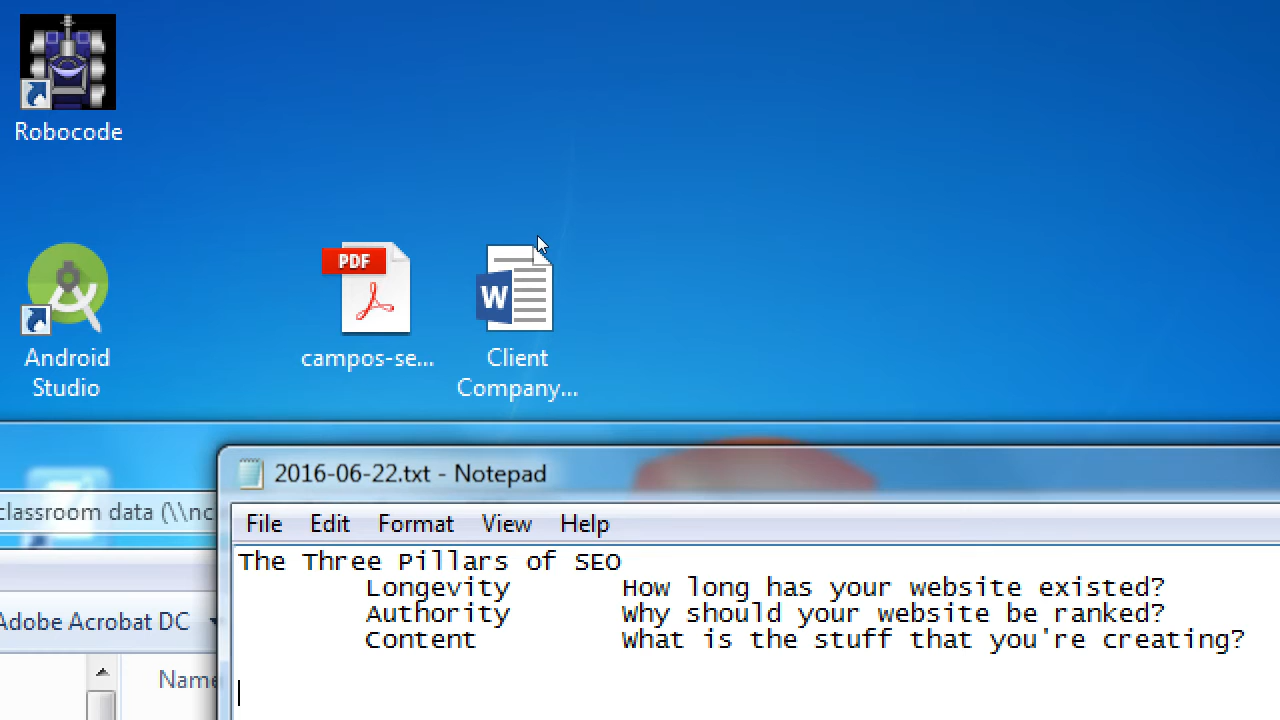 Robocode
Android
Studio
PDF
campos-se...
W
Client
Company...
2016-06-22.txt - Notepad
classroom data (\\nc
File Edit Format View Help
The Three Pillars of SEO
Longevity How long has your website existed?
Authority Why should your website be ranked?
Content What is the stuff that you're creating?
Adobe Acrobat DC
Name